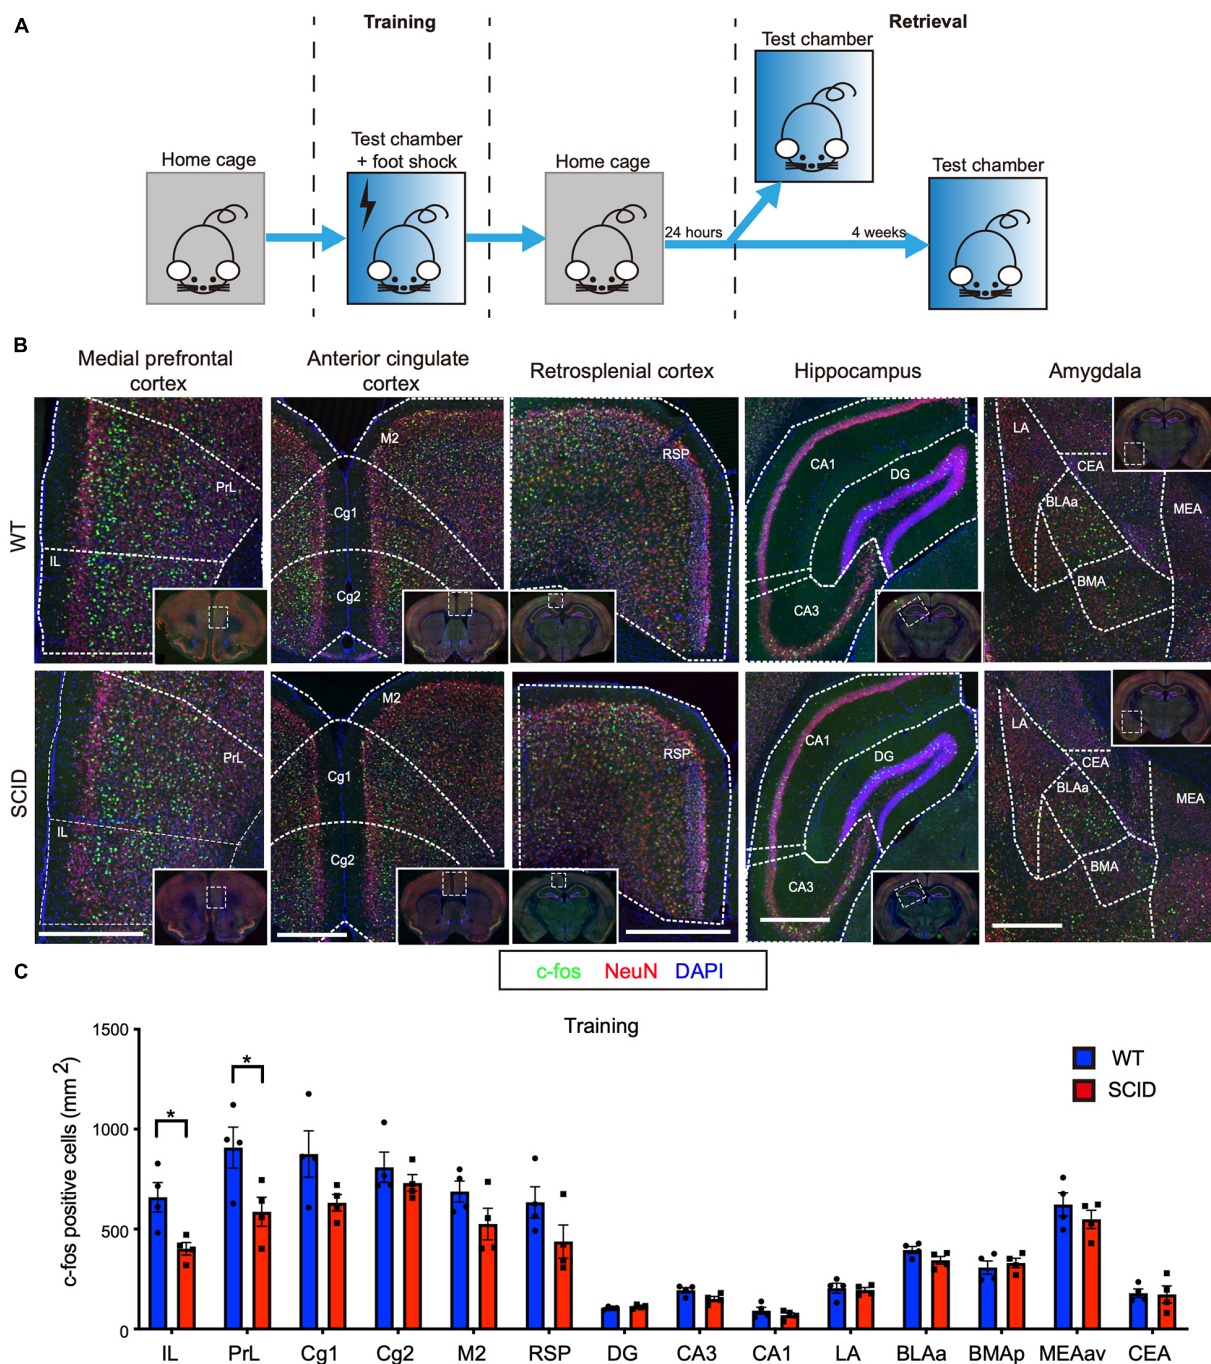 A
Training
Retrieval
Test chamber
Test chamber
+ foot shock
Home cage
Home cage
Test chamber
24 hours
4 weeks
B
Medial prefrontal
cortex
Anterior cingulate
cortex
Retrosplenial cortex
Hippocampus
Amygdala
WT
PrL
IL
M2
Cg1
Cg2
RSP
CA1
DG
CA3
LA
CEA
BLAa
MEA
BMA
SCID
PrL
IL
M2
Cg1
Cg2
RSP
CA1
DG
CA3
LA
CEA
BLAa
MEA
BMA
c-fos NeuN DAPI
C
Training
c-fos positive cells (mm 2)
1500
1000
500
0
* *
WT
SCID
IL PrL Cg1 Cg2 M2 RSP DG CA3 CA1 LA BLAa BMAp MEAav CEA